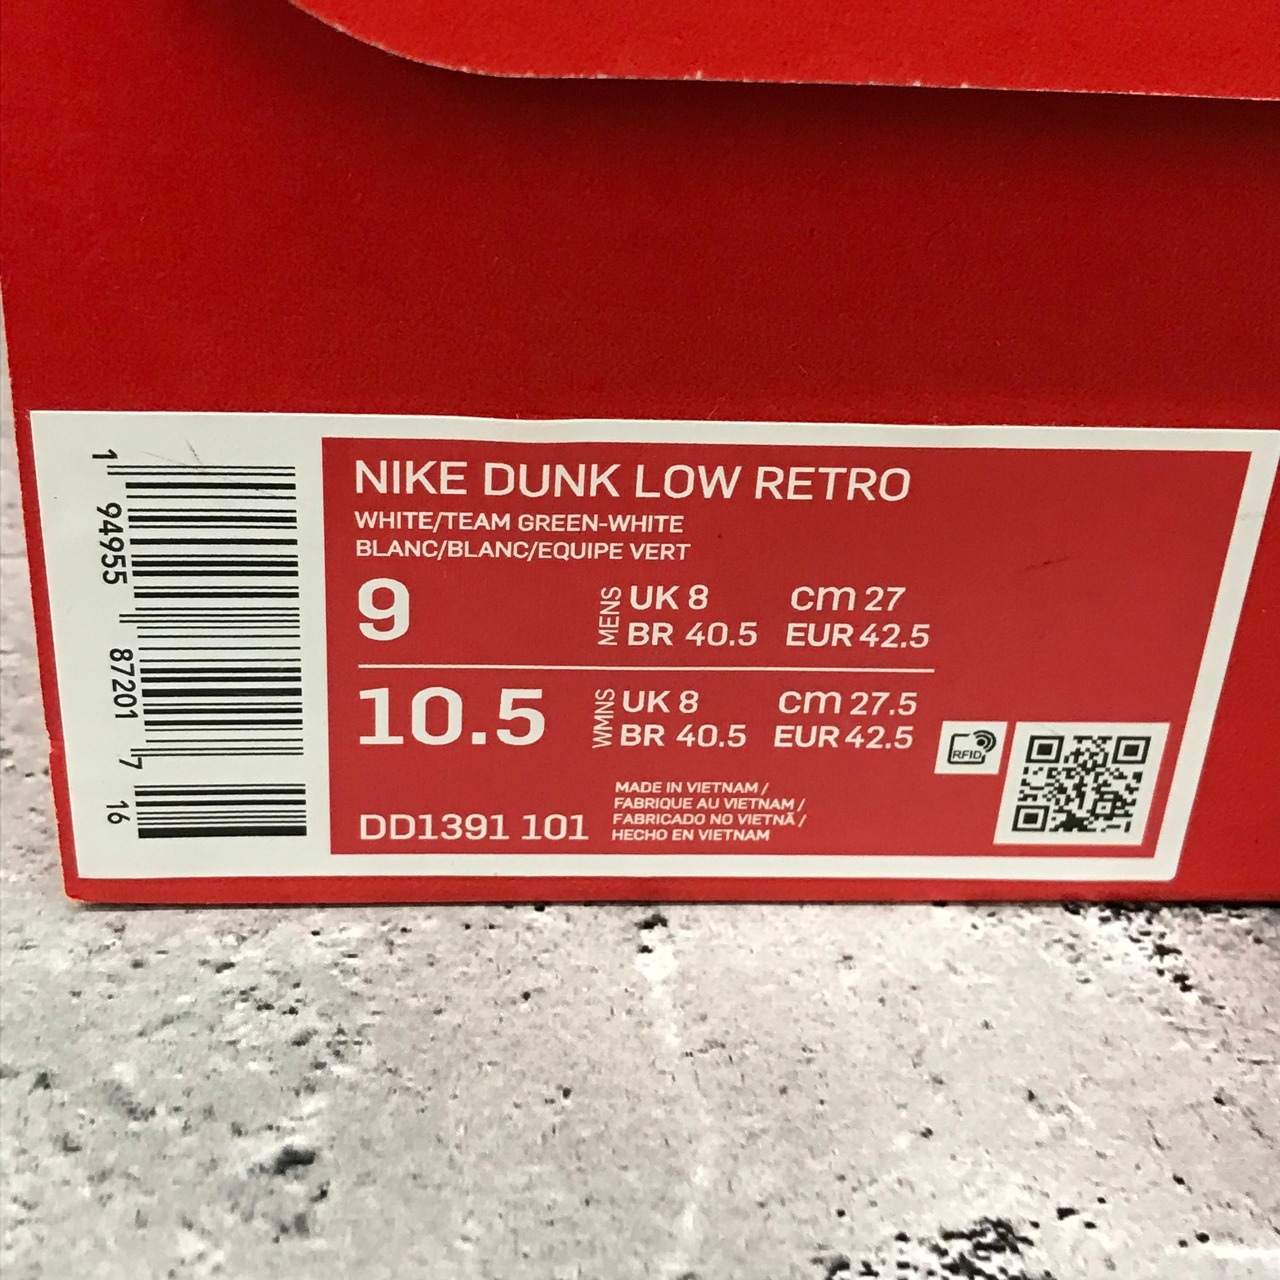 NIKE DUNK LOW RETRO
WHITE/TEAM GREEN-WHITE
BLANC/BLANC/EQUIPE VERT
9 MENS UK 8 CM 27
BR 40.5 EUR 42.5
10.5 WMNS UK 8 CM 27.5
BR 40.5 EUR 42.5
DD1391 101
MADE IN VIETNAM /
FABRIQUE AU VIETNAM /
FABRICADO NO VIETNÃ /
HECHO EN VIETNAM
RFID
1 94955 87201 7 16